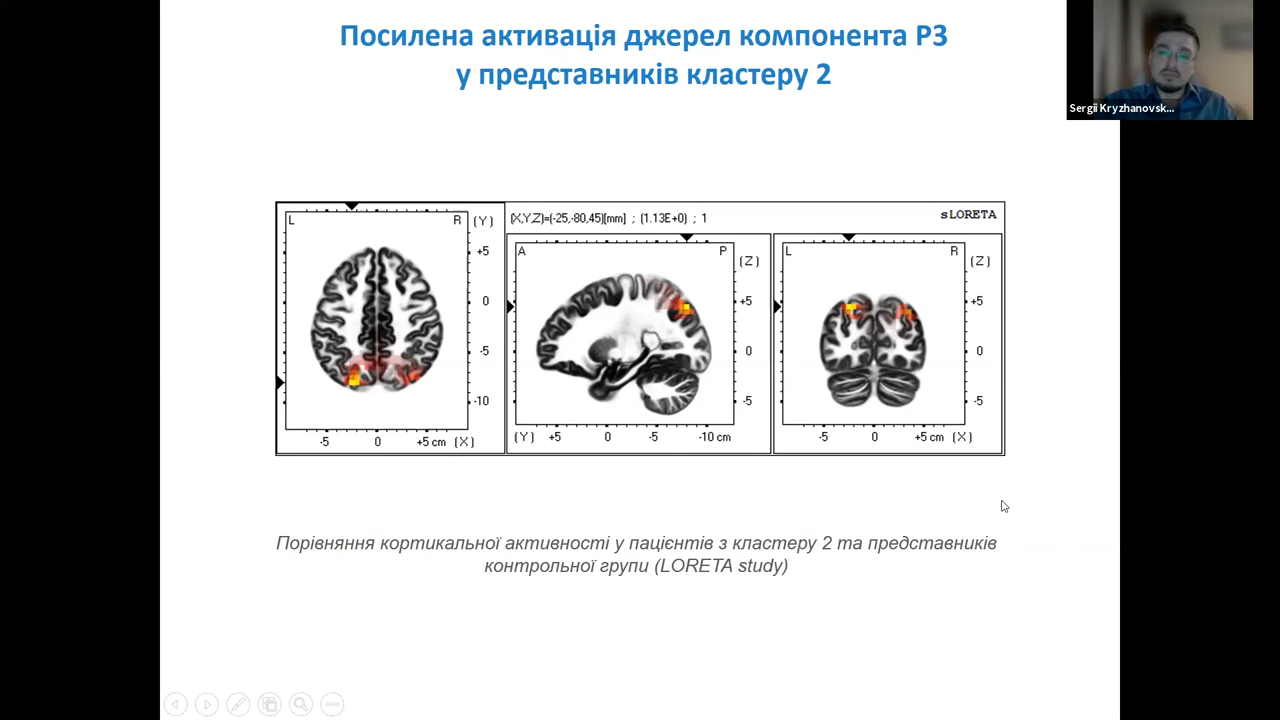 Посилена активація джерел компонента P3
у представників кластеру 2
Sergii Kryzhanovsk...
L R (Y)
+5
0
-5
-10
-5 0 +5 cm (X)
(X,Y,Z)=(-25,-80,45)[mm] ; (1.13E+0) ; 1
sLORETA
A P (Z)
+5
0
-5
(Y) +5 0 -5 -10 cm
L R (Z)
+5
0
-5
-5 0 +5 cm (X)
Порівняння кортикальної активності у пацієнтів з кластеру 2 та представників
контрольної групи (LORETA study)